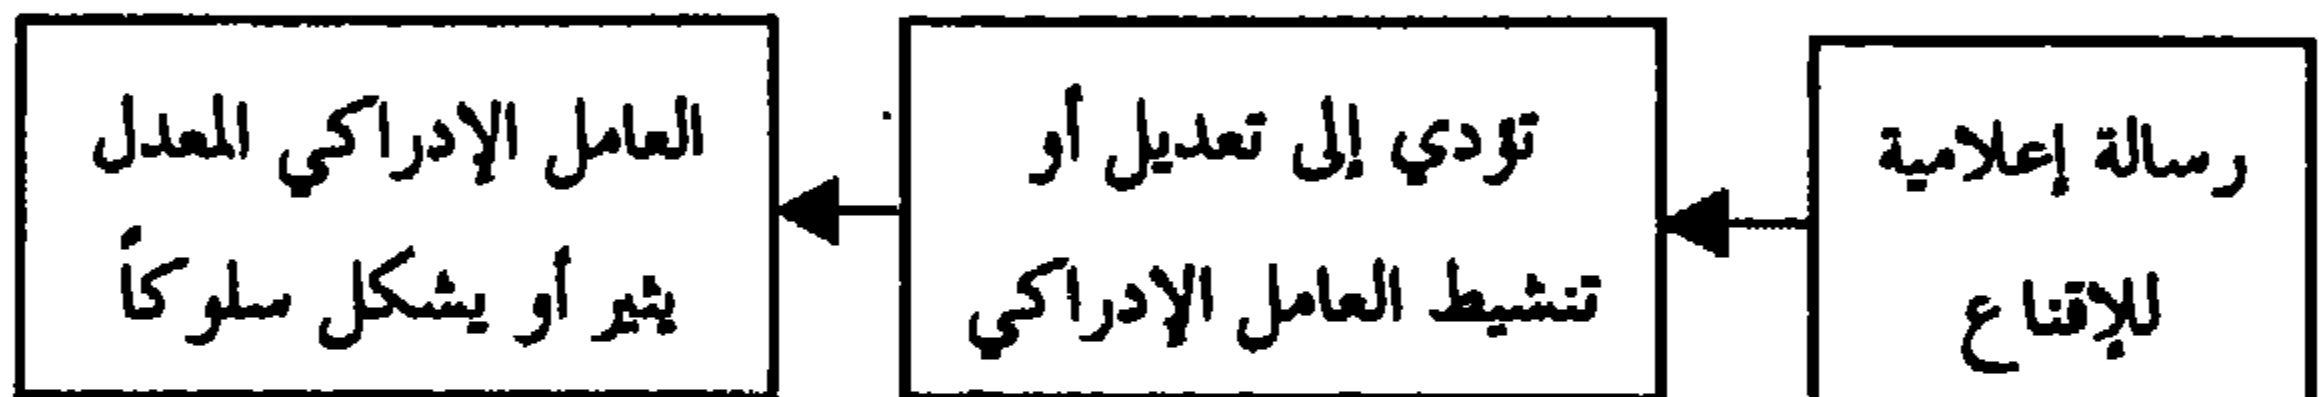 رسالة إعلامية
للإقناع
تؤدي إلى تعديل أو
تنشيط العامل الإدراكي
العامل الإدراكي المعدل
يثير أو يشكل سلوكاً